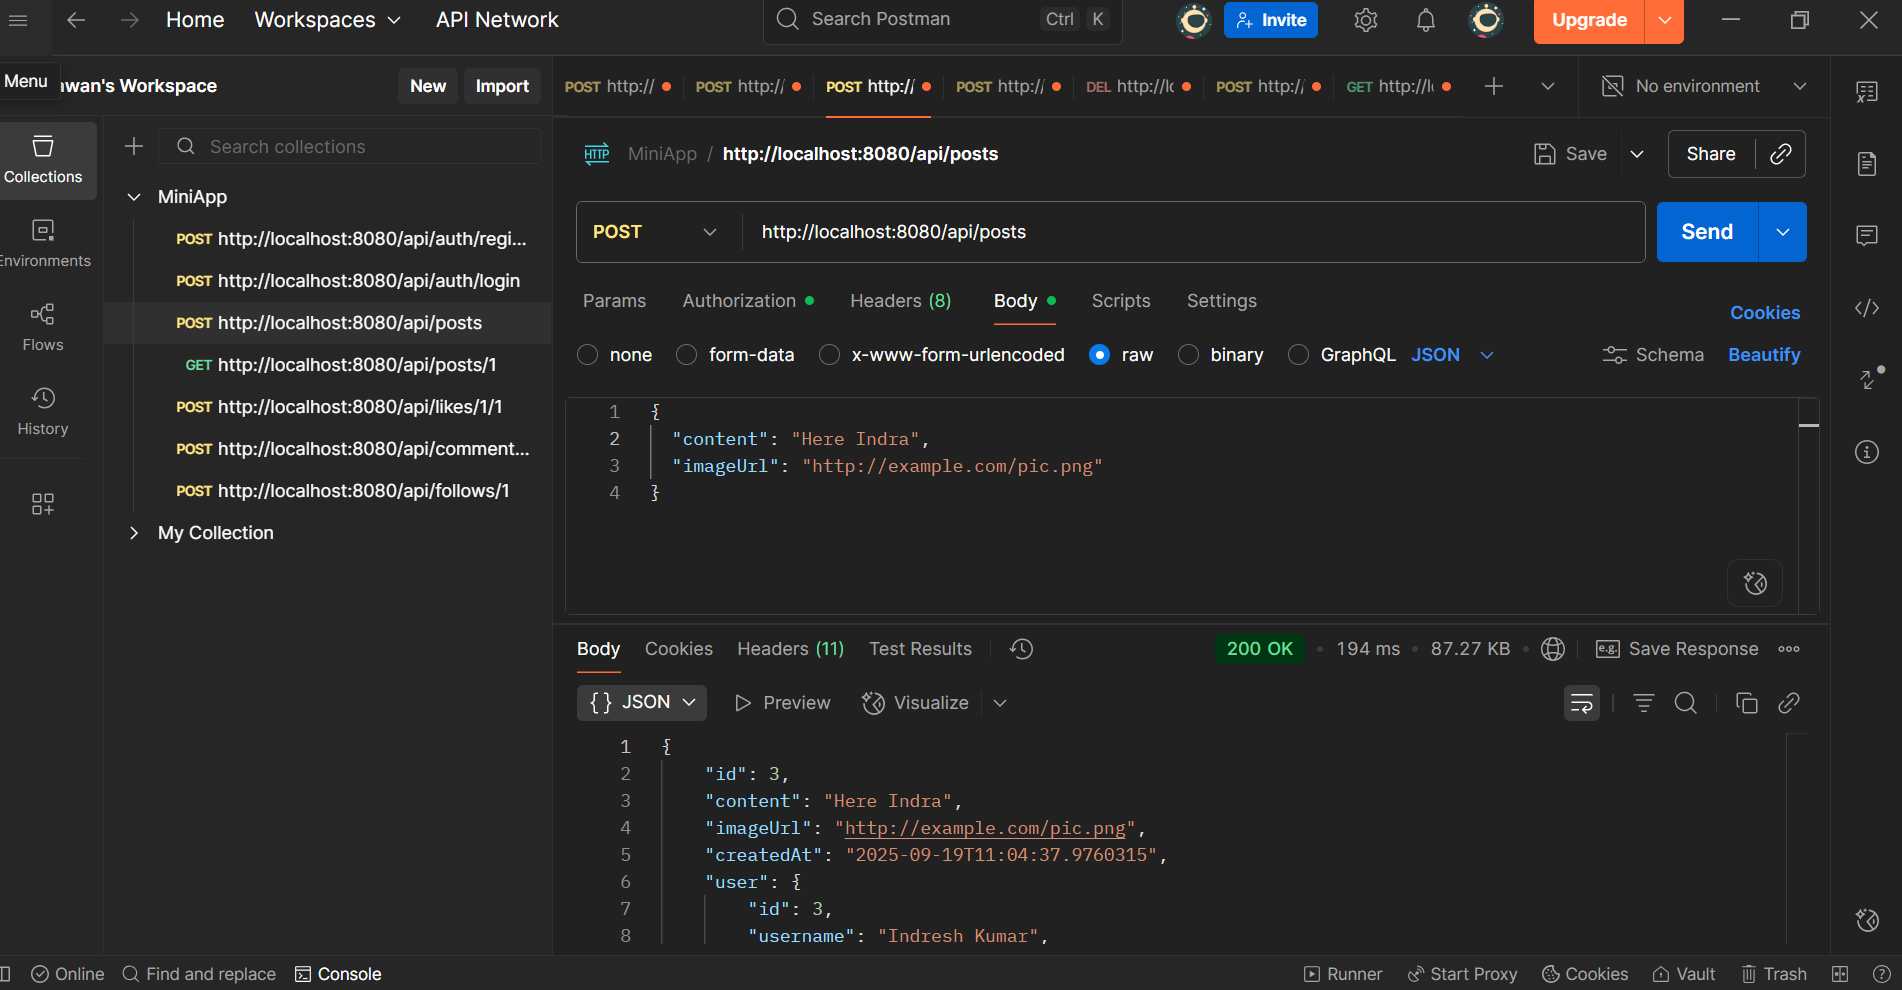 Home Workspaces API Network Search Postman Ctrl K Invite Upgrade
Menu wan's Workspace New Import
POST http:// POST http:/ POST http:/ POST http:/ DEL http://lo POST http:/ GET http://l No environment
Collections
Search collections
MiniApp
POST http://localhost:8080/api/auth/regi...
POST http://localhost:8080/api/auth/login
POST http://localhost:8080/api/posts
GET http://localhost:8080/api/posts/1
POST http://localhost:8080/api/likes/1/1
POST http://localhost:8080/api/comment...
POST http://localhost:8080/api/follows/1
My Collection
Environments
Flows
History
HTTP MiniApp / http://localhost:8080/api/posts Save Share
POST http://localhost:8080/api/posts Send
Params Authorization Headers (8) Body Scripts Settings Cookies
none form-data x-www-form-urlencoded raw binary GraphQL JSON Schema Beautify
1 {
2 "content": "Here Indra",
3 "imageUrl": "http://example.com/pic.png"
4 }
Body Cookies Headers (11) Test Results 200 OK • 194 ms • 87.27 KB • e.g. Save Response
{} JSON Preview Visualize
1 {
2 "id": 3,
3 "content": "Here Indra",
4 "imageUrl": "http://example.com/pic.png",
5 "createdAt": "2025-09-19T11:04:37.9760315",
6 "user": {
7 "id": 3,
8 "username": "Indresh Kumar",
Online Find and replace Console Runner Start Proxy Cookies Vault Trash